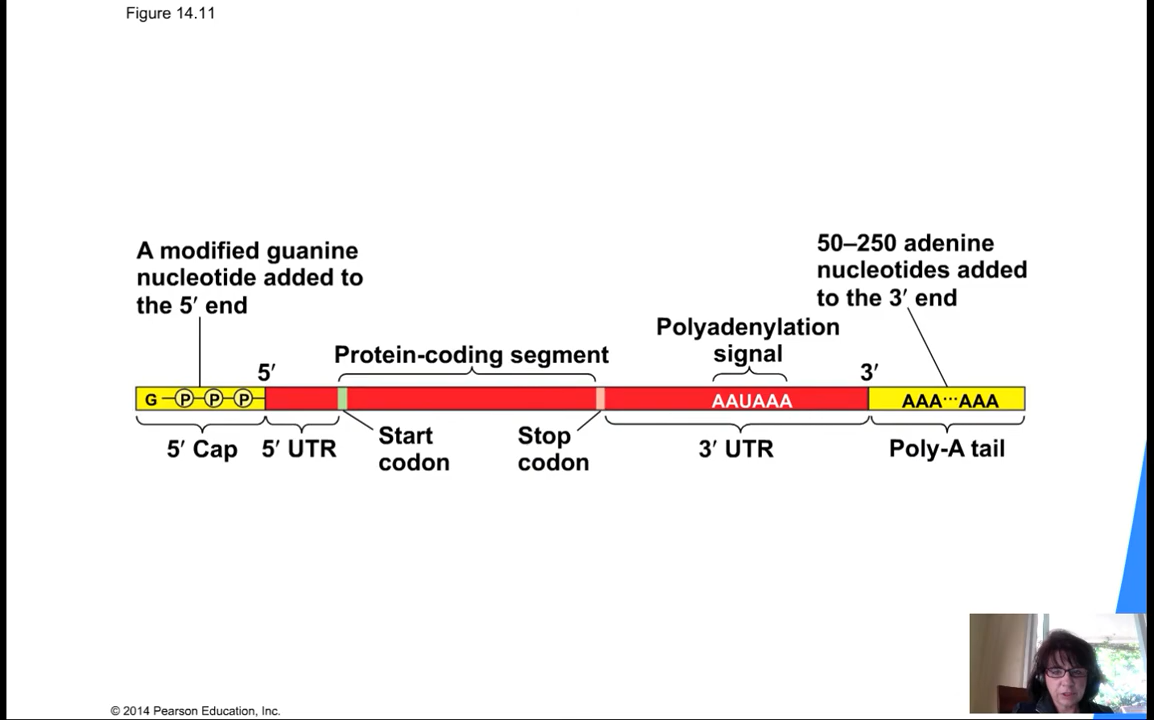 Figure 14.11
A modified guanine
nucleotide added to
the 5′ end
50–250 adenine
nucleotides added
to the 3′ end
Polyadenylation
signal
Protein-coding segment
5′
3′
G P P P
AAUAAA
AAA···AAA
5′ Cap
5′ UTR
Start
codon
Stop
codon
3′ UTR
Poly-A tail
© 2014 Pearson Education, Inc.